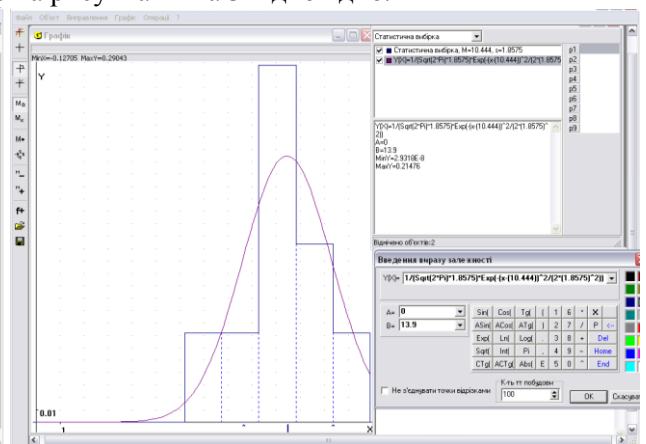 Файл Об'єкт Виправлення Графік Операції ?
Графік
MinY=-0.12705 MaxY=0.29043
Y
0.01
1
X
Статистична вибірка
Статистична вибірка, M=10.444, s=1.8575
Y(X)=1/(Sqrt(2*Pi)*1.8575)*Exp(-(x-(10.444))^2/(2*(1.8575
p1
p2
p3
p4
p5
p6
p7
p8
p9
Y(X)=1/(Sqrt(2*Pi)*1.8575)*Exp(-(x-(10.444))^2/(2*(1.8575)^
2))
A=0
B=13.9
MinY=2.9318E-8
MaxY=0.21476
Відмічено об'єктів:2
Введення виразу залежності
Y(X)= 1/(Sqrt(2*Pi)*1.8575)*Exp(-(x-(10.444))^2/(2*(1.8575)^2))
A= 0
B= 13.9
Sin( Cos( Tg( ( 1 6 * X
ASin( ACos( ATg( ) 2 7 / P <-
Exp( Ln( Log( , 3 8 + Del
Sqrt( Int( Pi . 4 9 - Home
CTg( ACTg( Abs( E 5 0 ^ End
Не з'єднувати точки відрізками
К-ть тт побудови
100
OK
Скасувати